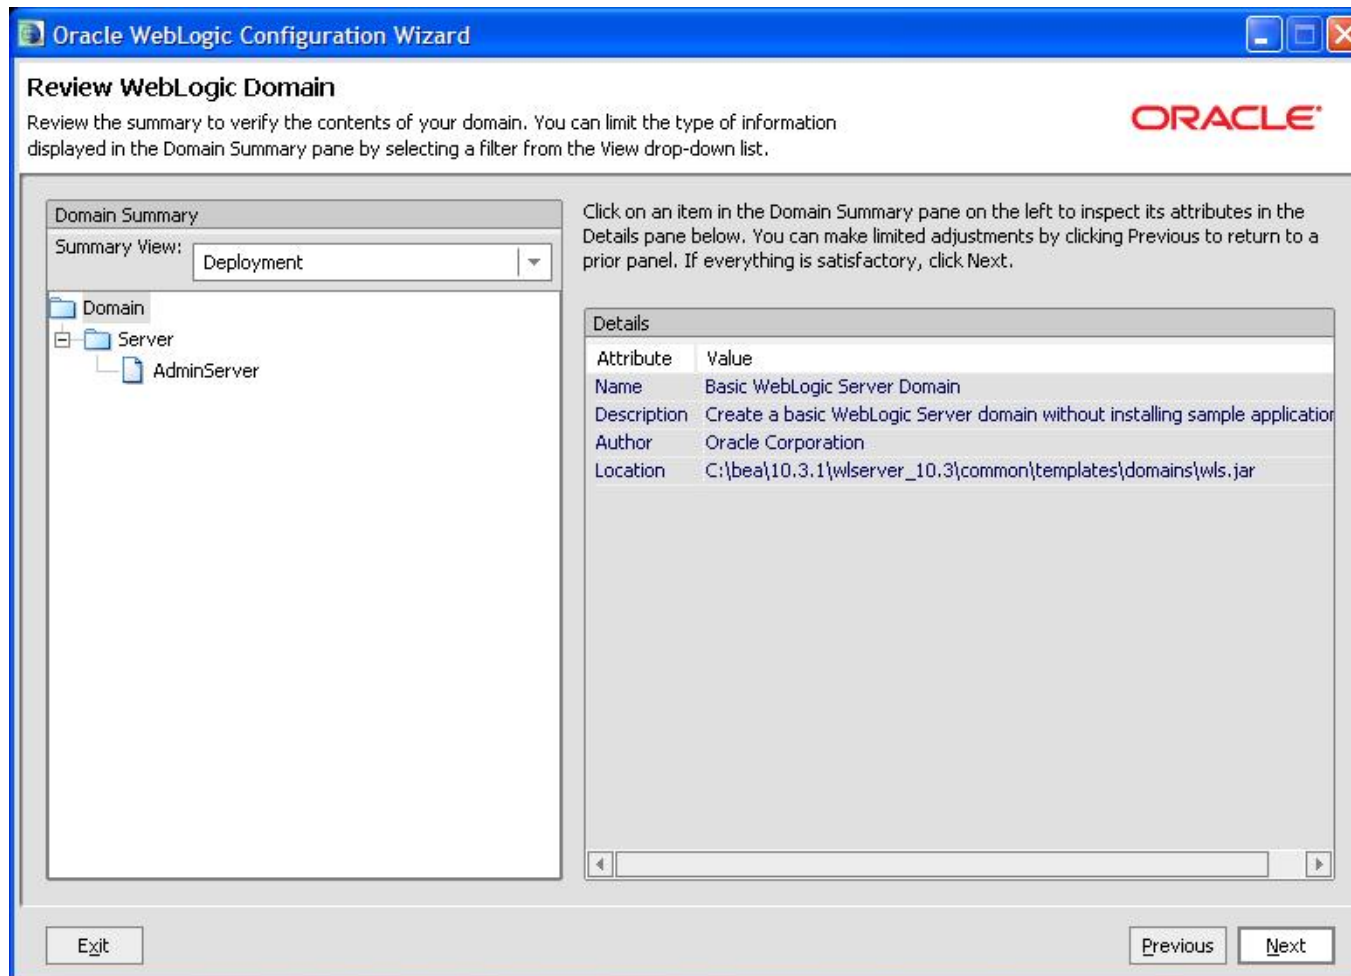 Oracle WebLogic Configuration Wizard
Review WebLogic Domain
Review the summary to verify the contents of your domain. You can limit the type of information
displayed in the Domain Summary pane by selecting a filter from the View drop-down list.
ORACLE
Domain Summary
Summary View:
Deployment
Domain
Server
AdminServer
Click on an item in the Domain Summary pane on the left to inspect its attributes in the
Details pane below. You can make limited adjustments by clicking Previous to return to a
prior panel. If everything is satisfactory, click Next.
Details
Attribute Value
Name Basic WebLogic Server Domain
Description Create a basic WebLogic Server domain without installing sample application
Author Oracle Corporation
Location C:\bea\10.3.1\wlserver_10.3\common\templates\domains\wls.jar
Exit
Previous
Next